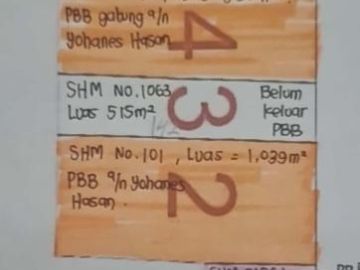 PBB gabung a/n
Yohanes Hasan
4
SHM No.1063
Luas 515m²
3
Belum
keluar
PBB
SHM No.101 , Luas = 1.039m²
PBB a/n Yohanes
Hasan.
2